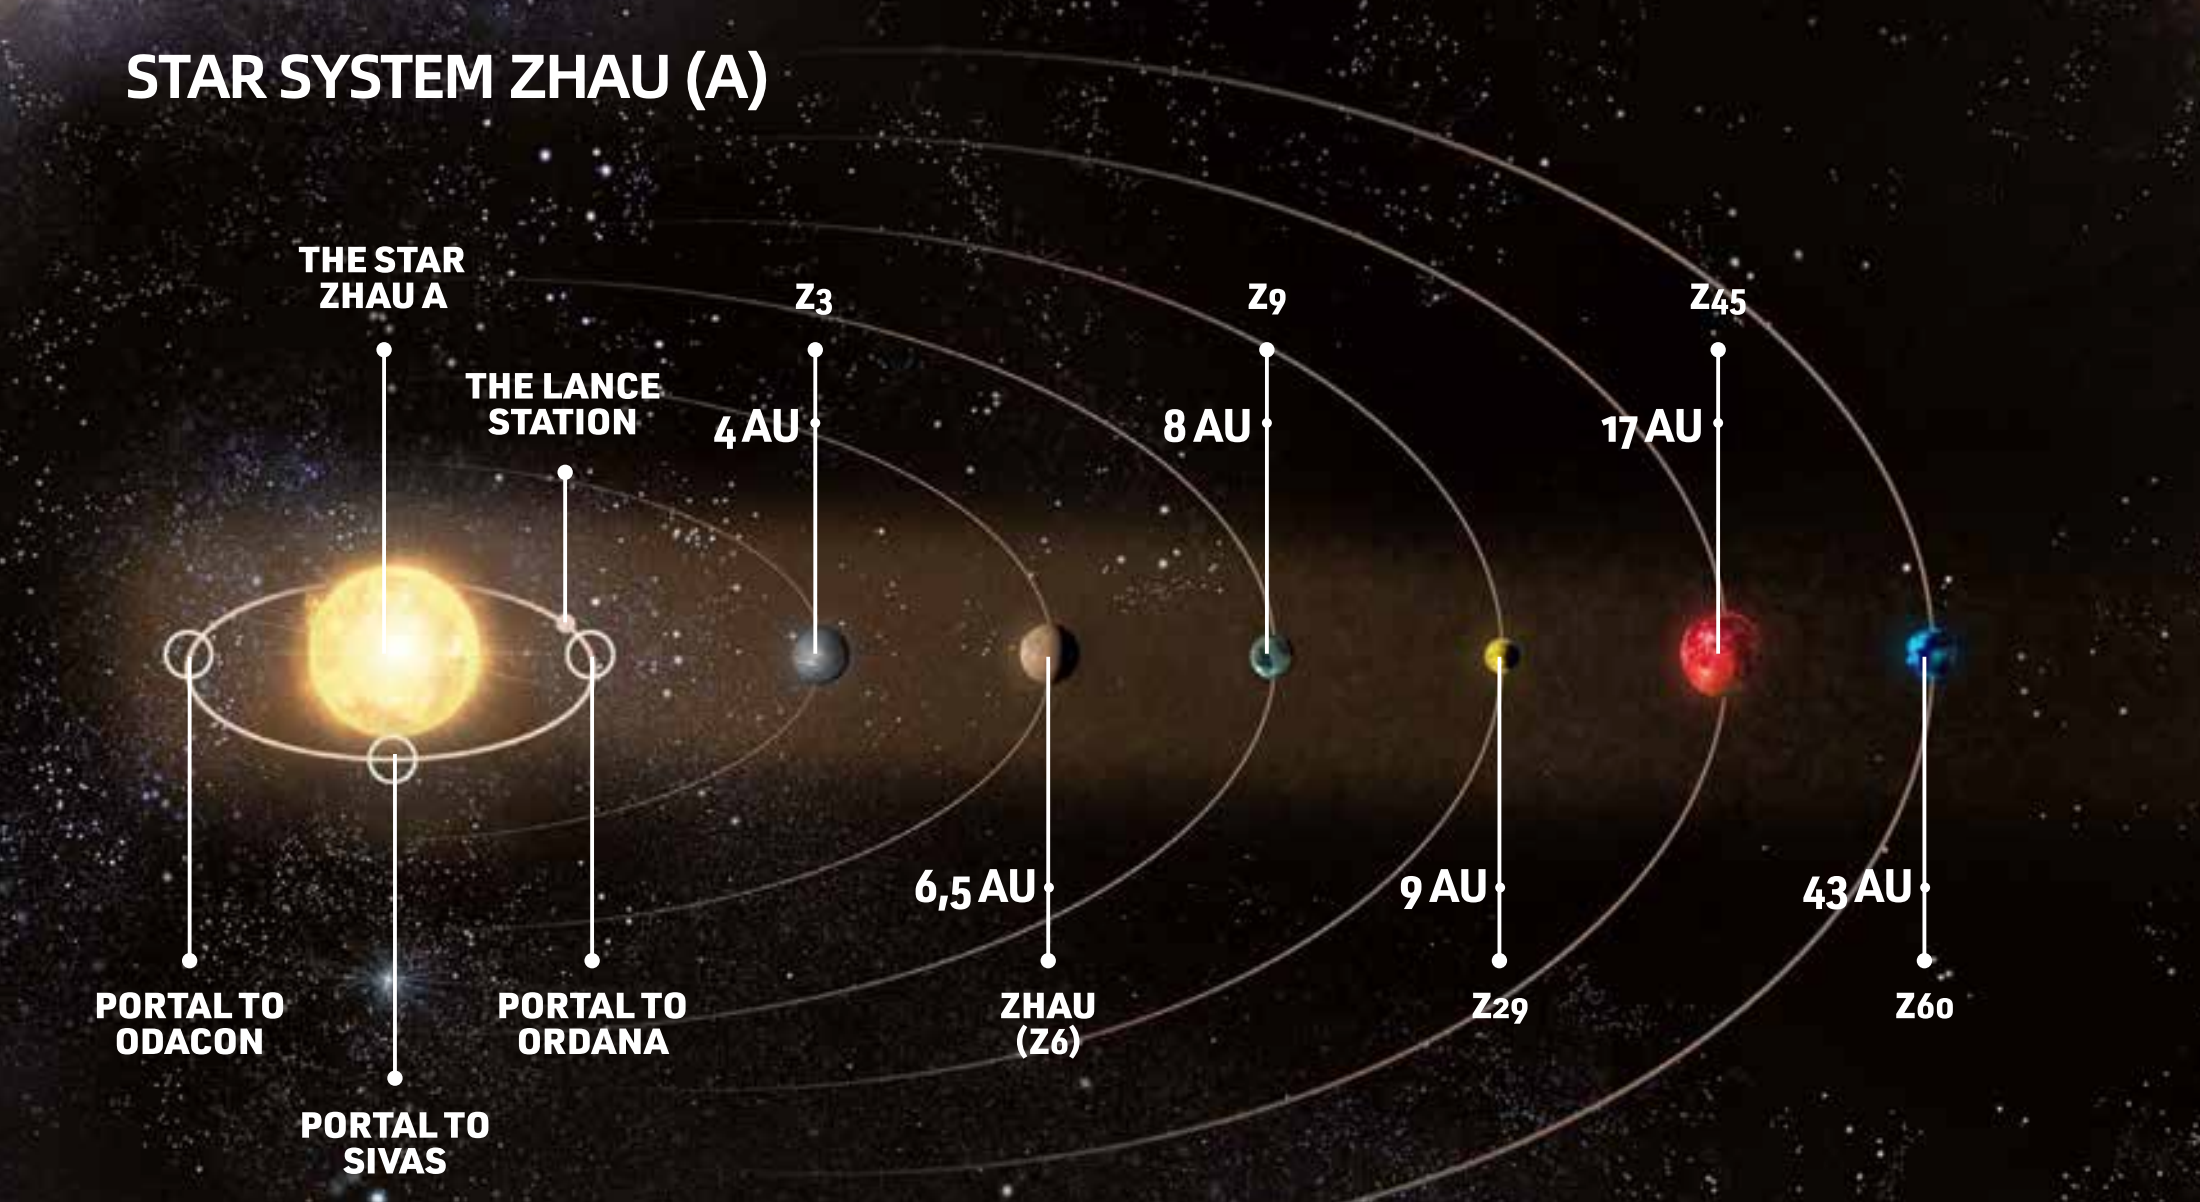 STAR SYSTEM ZHAU (A)
THE STAR
ZHAU A
THE LANCE
STATION
Z3
4 AU
Z9
8 AU
Z45
17 AU
6,5 AU
9 AU
43 AU
PORTAL TO
ODACON
PORTAL TO
SIVAS
PORTAL TO
ORDANA
ZHAU
(Z6)
Z29
Z60